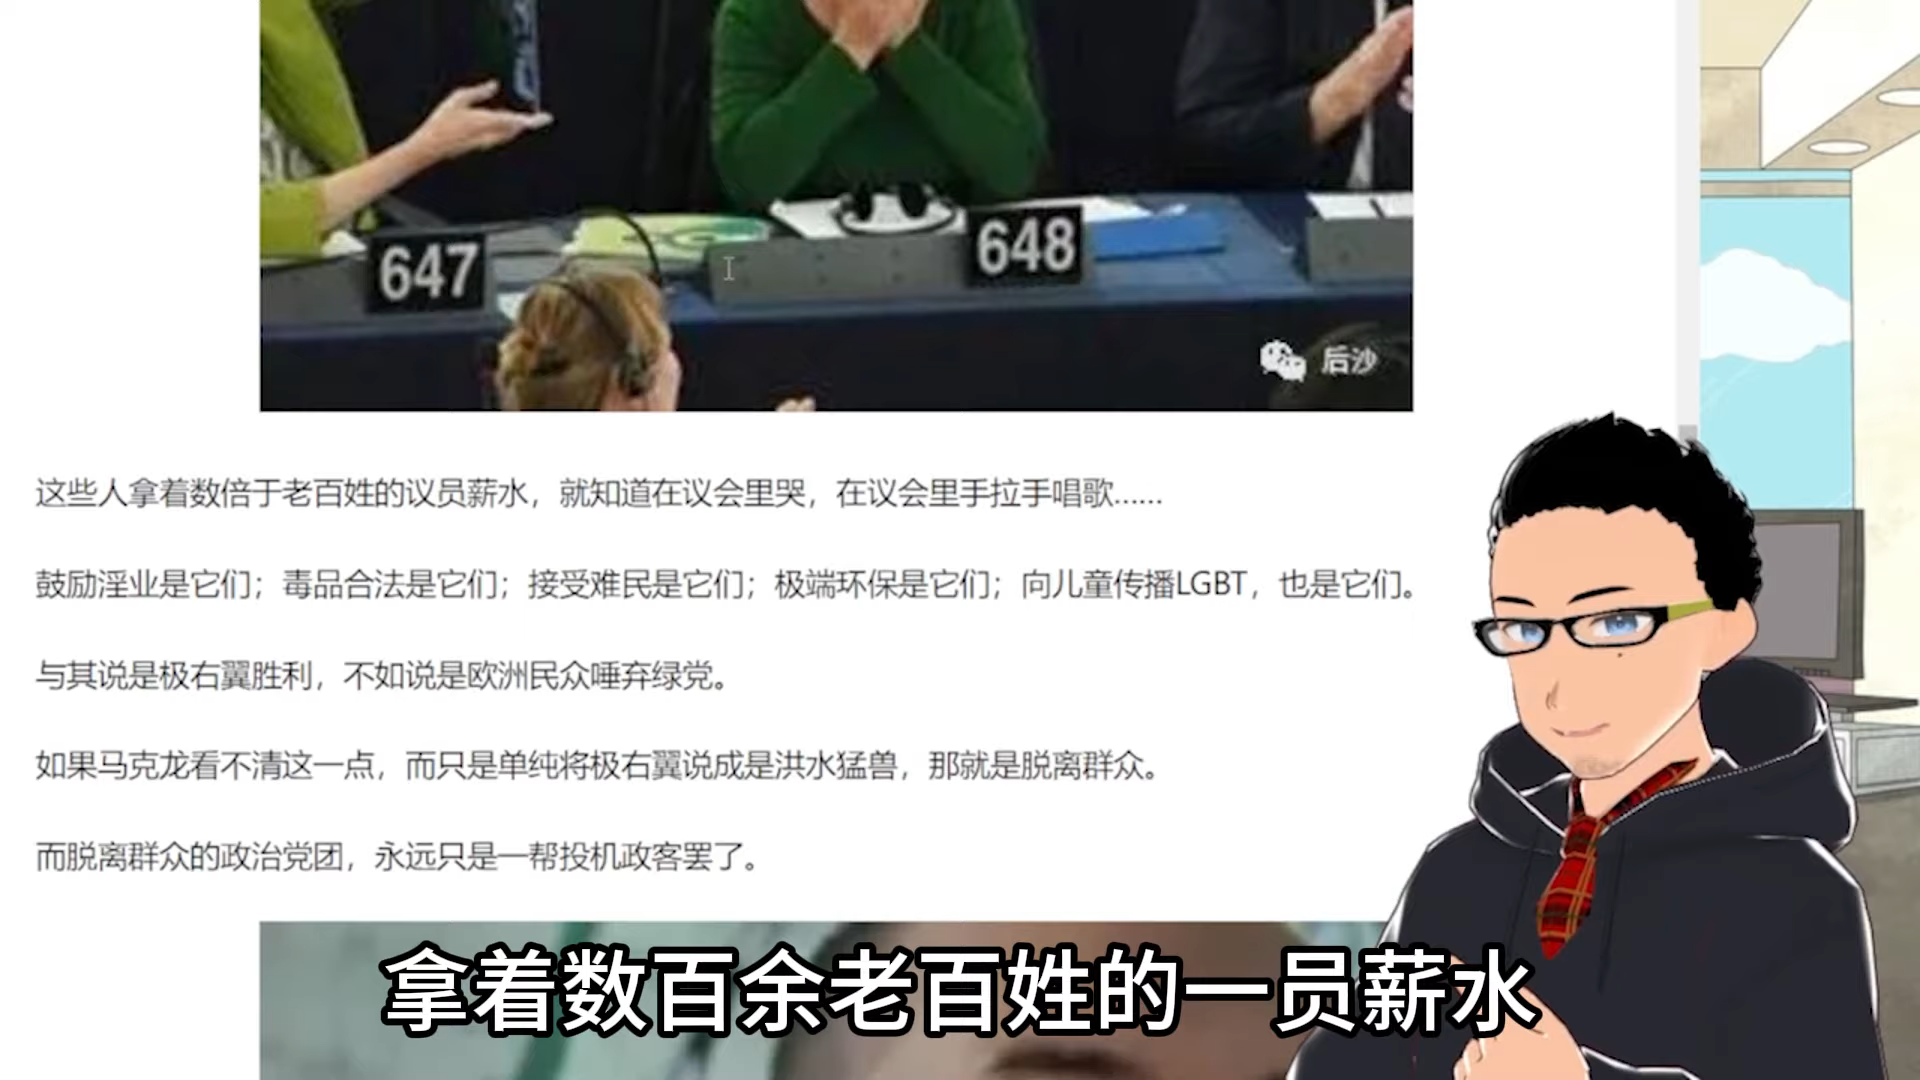 647
648
后沙
这些人拿着数倍于老百姓的议员薪水，就知道在议会里哭，在议会里手拉手唱歌……
鼓励淫业是它们；毒品合法是它们；接受难民是它们；极端环保是它们；向儿童传播LGBT，也是它们。
与其说是极右翼胜利，不如说是欧洲民众唾弃绿党。
如果马克龙看不清这一点，而只是单纯将极右翼说成是洪水猛兽，那就是脱离群众。
而脱离群众的政治党团，永远只是一帮投机政客罢了。
拿着数百余老百姓的一员薪水